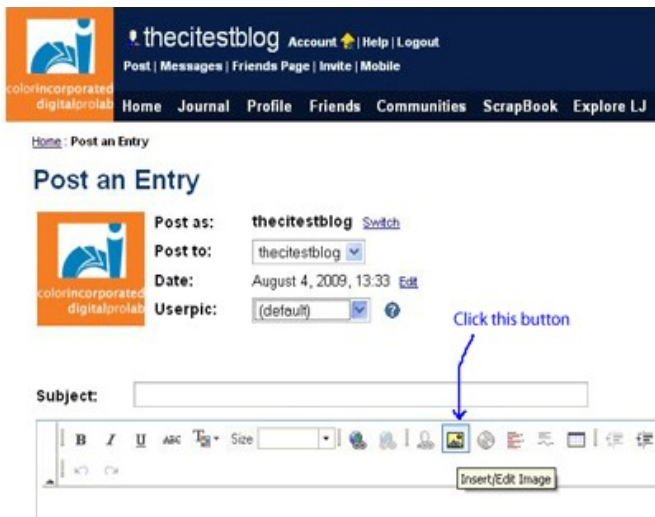 thecitestblog Account | Help | Logout
Post | Messages | Friends Page | Invite | Mobile
colorincorporated
digitalprolab
Home Journal Profile Friends Communities ScrapBook Explore LJ
Home : Post an Entry
Post an Entry
colorincorporated
digitalprolab
Post as: thecitestblog Switch
Post to: thecitestblog
Date: August 4, 2009, 13:33 Edit
Userpic: (default) ?
Click this button
Subject:
B I U ABC T Size
Insert/Edit Image